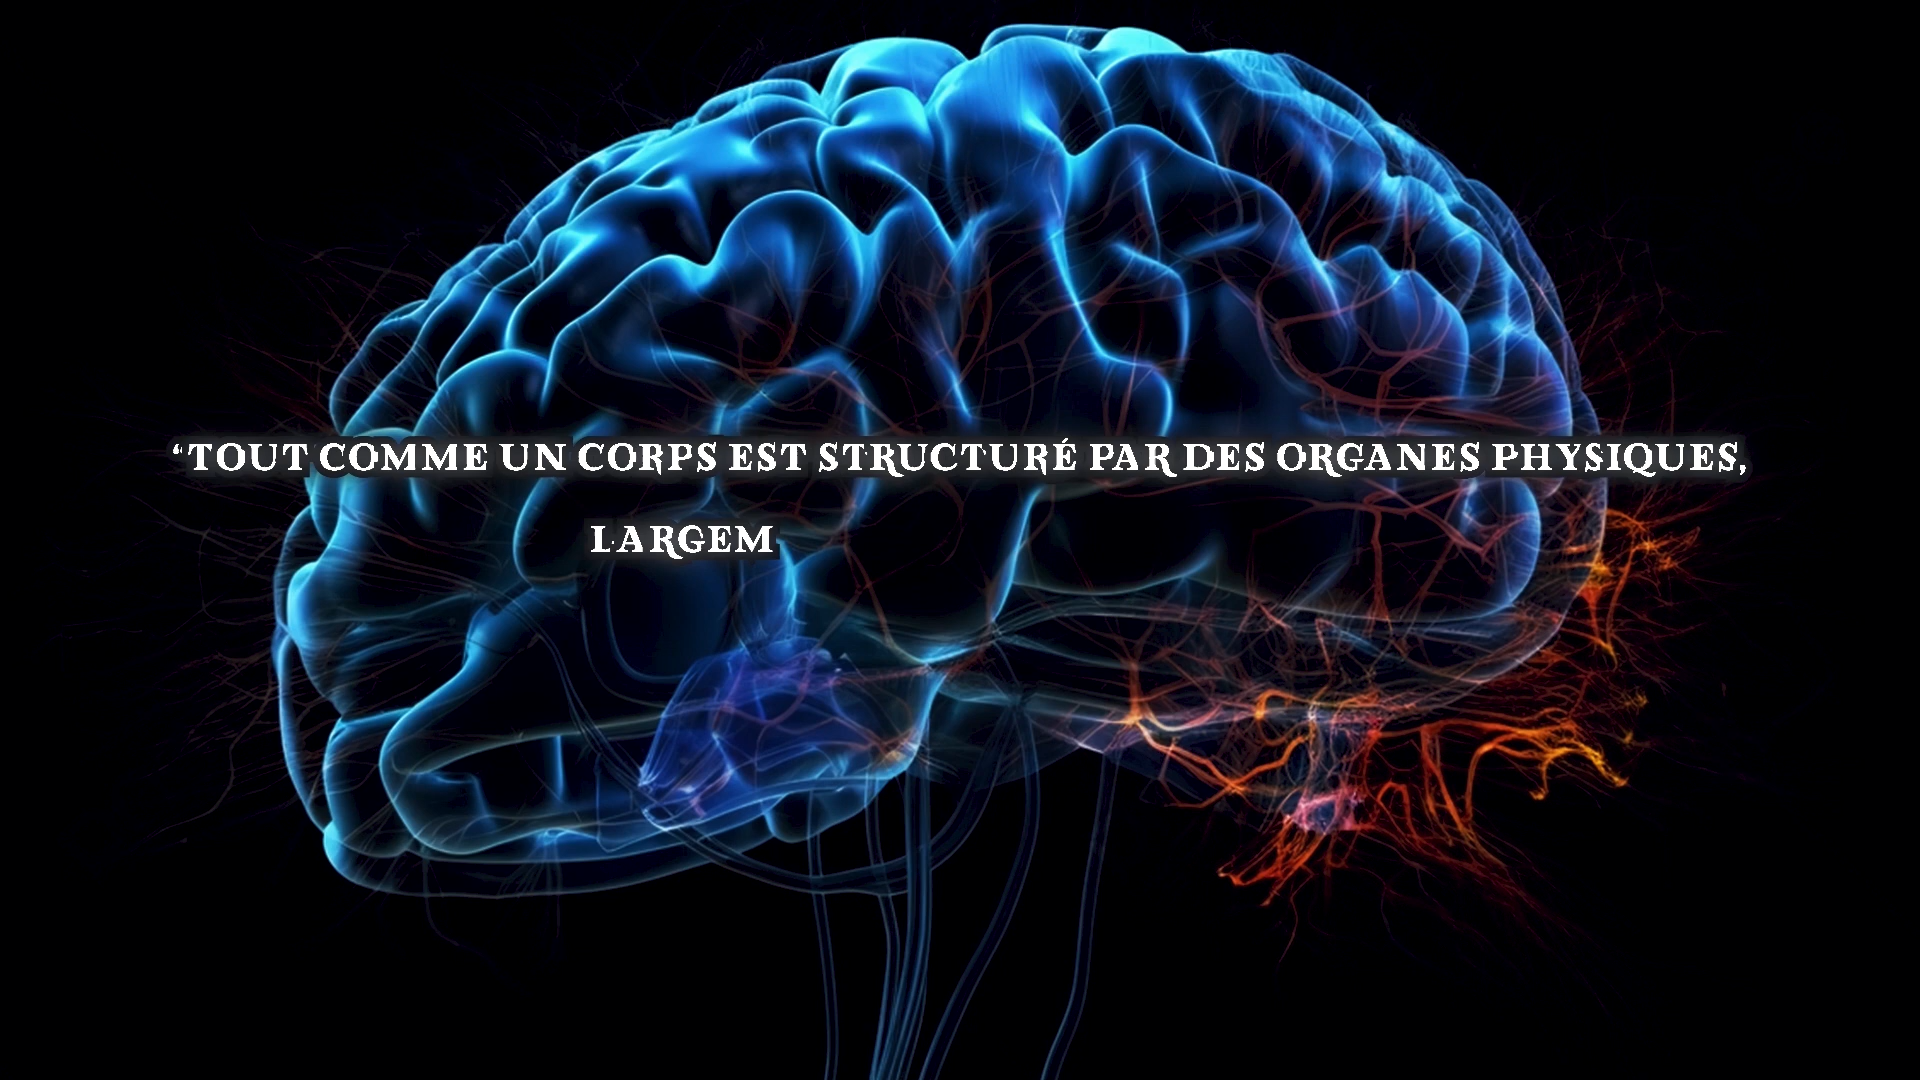 “TOUT COMME UN CORPS EST STRUCTURÉ PAR DES ORGANES PHYSIQUES,
LARGEM